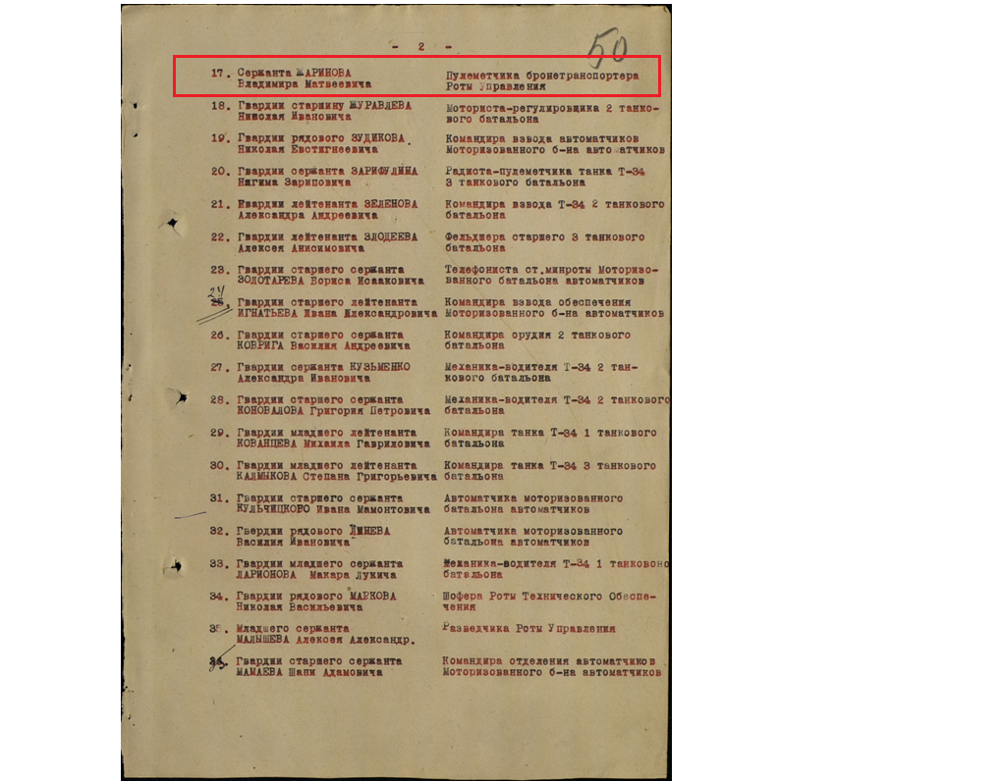 - 2 -
50
17. Сержанта ЖАРИНОВА Пулеметчика бронетранспортера
Владимира Матвеевича Роты Управления
18. Гвардии старшину ЖУРАВЛЕВА Моториста-регулировщика 2 танко-
Николая Ивановича вого батальона
19. Гвардии рядового ЗУДИКОВА Командира взвода автоматчиков
Николая Евстигнеевича Моторизованного б-на автоматчиков
20. Гвардии сержанта ЗАРИФУЛИНА Радиста-пулеметчика танка Т-34
Нагима Зариповича 3 танкового батальона
21. Гвардии лейтенанта ЗЕЛЕНОВА Командира взвода Т-34 2 танкового
Александра Андреевича батальона
22. Гвардии лейтенанта ЗЛОДЕЕВА Фельдшера старшего 3 танкового
Алексея Анисимовича батальона
23. Гвардии старшего сержанта Телефониста ст.минроты Моторизо-
ЗОЛОТАРЕВА Бориса Исааковича ванного батальона автоматчиков
24
25. Гвардии старшего лейтенанта Командира взвода обеспечения
ИГНАТЬЕВА Ивана Александровича Моторизованного б-на автоматчиков
26. Гвардии старшего сержанта Командира орудия 2 танкового
КОВРИГА Василия Андреевича батальона
27. Гвардии сержанта КУЗЬМЕНКО Механика-водителя Т-34 2 тан-
Александра Ивановича кового батальона
28. Гвардии старшего сержанта Механика-водителя Т-34 2 танкового
КОНОВАЛОВА Григория Петровича батальона
29. Гвардии младшего лейтенанта Командира танка Т-34 1 танкового
КОВАНЦЕВА Михаила Гавриловича батальона
30. Гвардии младшего лейтенанта Командира танка Т-34 3 танкового
КАЛМЫКОВА Степана Григорьевича батальона
31. Гвардии старшего сержанта Автоматчика моторизованного
КУЛЬЧИЦКОГО Ивана Мамонтовича батальона автоматчиков
32. Гвардии рядового ЛИНЕВА Автоматчика моторизованного
Василия Ивановича батальона автоматчиков
33. Гвардии младшего сержанта Механика-водителя Т-34 1 танковоно
ЛАРИОНОВА Макара Лукича батальона
34. Гвардии рядового МАРКОВА Шофера Роты Технического Обеспе-
Николая Васильевича чения
35. Младшего сержанта Разведчика Роты Управления
МАЛЫШЕВА Алексея Александр.
Гвардии старшего сержанта Командира отделения автоматчиков
МАМАЕВА Шани Адамовича Моторизованного б-на автоматчиков